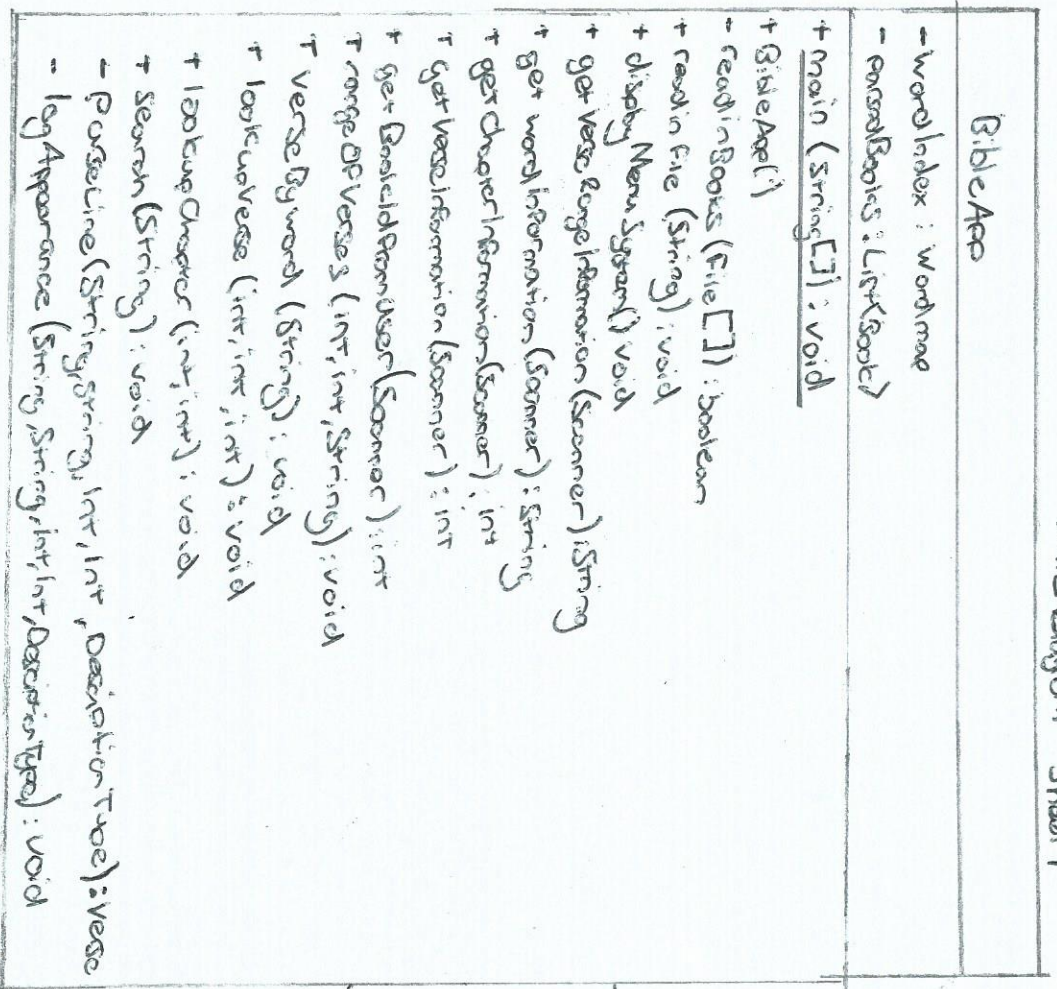 BibleApp
- wordIndex : wordmap
- parsedBooks : List<Book>
+ main (String[]) : void
+ BibleApp()
- readinBooks (File[]) : boolean
+ readinFile (String) : void
+ displayMenuSystem() void
+ getVerseRangeInformation (Scanner) : String
+ getwordinformation (Scanner) : String
+ getChapterInformation (Scanner) : int
+ getVerseinformation (Scanner) : int
+ getBookIdFromUser (Scanner) : int
+ rangeOfVerses (int, int, String) : void
+ verseByword (String) : void
+ lookupVerse (int, int, int) : void
+ lookupChapter (int, int) : void
+ search (String) : void
- ParseLine (String, String, Int, Int, DescriptionType) : Verse
- logAppearance (String, String, Int, Int, DescriptionType) : void